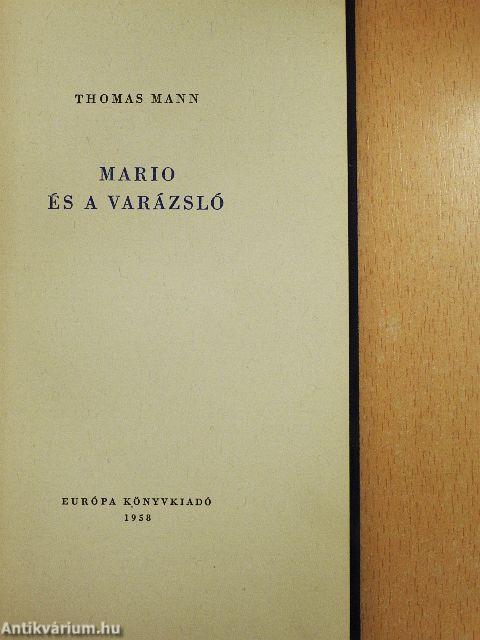 THOMAS MANN
MARIO
ÉS A VARÁZSLÓ
EURÓPA KÖNYVKIADÓ
1958
Antikvárium.hu